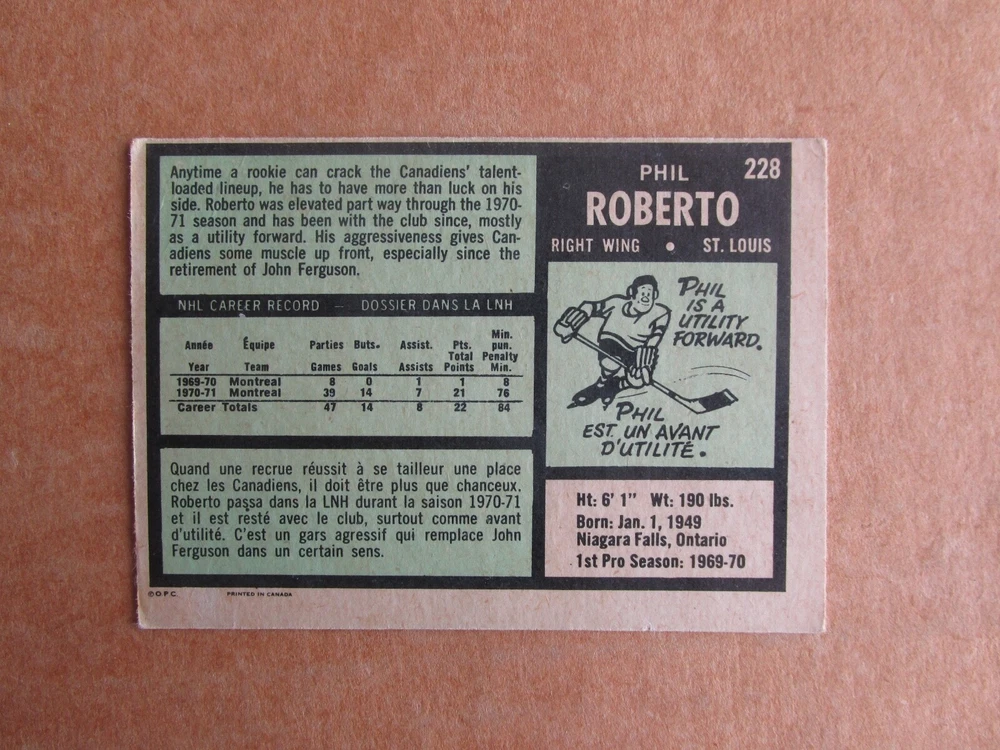 Anytime a rookie can crack the Canadiens' talent-
loaded lineup, he has to have more than luck on his
side. Roberto was elevated part way through the 1970-
71 season and has been with the club since, mostly
as a utility forward. His aggressiveness gives Can-
adiens some muscle up front, especially since the
retirement of John Ferguson.
NHL CAREER RECORD — DOSSIER DANS LA LNH
Année Équipe Parties Buts. Assist. Pts. Total Min. pun. Penalty
Year Team Games Goals Assists Points Min.
1969-70 Montreal 8 0 1 1 8
1970-71 Montreal 39 14 7 21 76
Career Totals 47 14 8 22 84
Quand une recrue réussit à se tailleur une place
chez les Canadiens, il doit être plus que chanceux.
Roberto passa dans la LNH durant la saison 1970-71
et il est resté avec le club, surtout comme avant
d'utilité. C'est un gars agressif qui remplace John
Ferguson dans un certain sens.
228
PHIL
ROBERTO
RIGHT WING • ST. LOUIS
PHIL
IS A
UTILITY
FORWARD.
PHIL
EST UN AVANT
D'UTILITÉ.
Ht: 6' 1" Wt: 190 lbs.
Born: Jan. 1, 1949
Niagara Falls, Ontario
1st Pro Season: 1969-70
© O.P.C. PRINTED IN CANADA